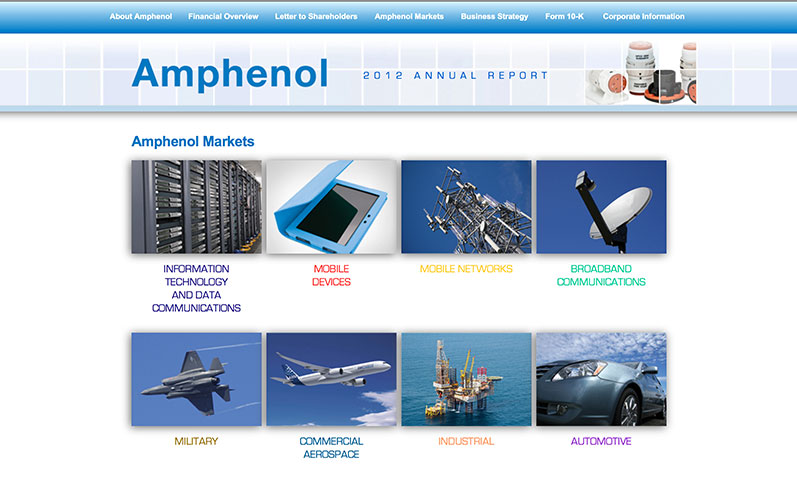 About Amphenol Financial Overview Letter to Shareholders Amphenol Markets Business Strategy Form 10-K Corporate Information
Amphenol 2012 ANNUAL REPORT
Amphenol Markets
INFORMATION
TECHNOLOGY
AND DATA
COMMUNICATIONS
MOBILE
DEVICES
MOBILE NETWORKS
BROADBAND
COMMUNICATIONS
MILITARY
COMMERCIAL
AEROSPACE
INDUSTRIAL
AUTOMOTIVE